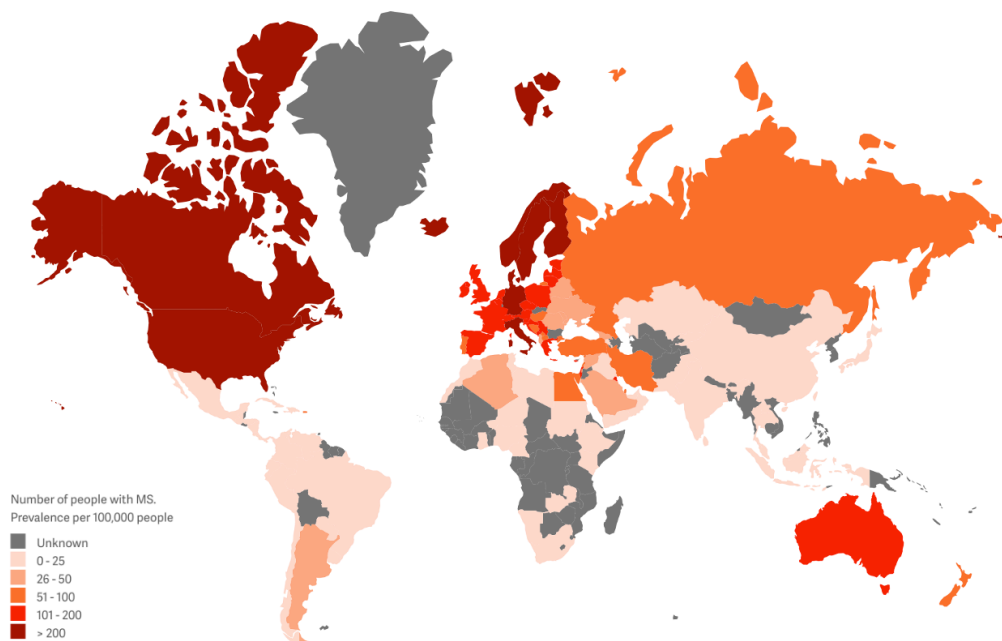 Number of people with MS.
Prevalence per 100,000 people
Unknown
0 - 25
26 - 50
51 - 100
101 - 200
> 200